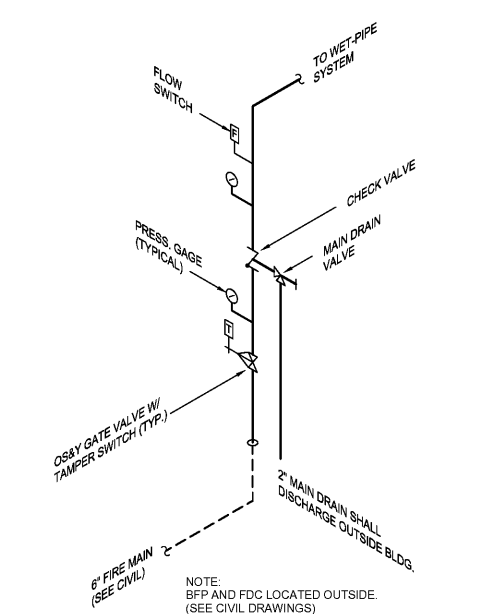 TO WET-PIPE
SYSTEM
FLOW
SWITCH
F
CHECK VALVE
MAIN DRAIN
VALVE
PRESS. GAGE
(TYPICAL)
T
OS&Y GATE VALVE W/
TAMPER SWITCH (TYP.)
2" MAIN DRAIN SHALL
DISCHARGE OUTSIDE BLDG.
6" FIRE MAIN
(SEE CIVIL)
NOTE:
BFP AND FDC LOCATED OUTSIDE.
(SEE CIVIL DRAWINGS)